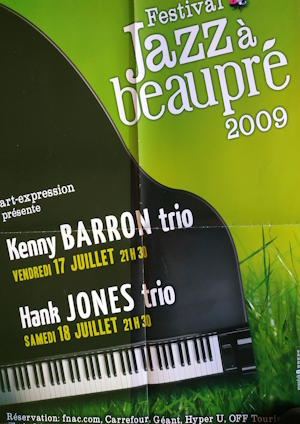 Festival
Jazz à
beaupré
2009
art-expression
présente
Kenny BARRON trio
VENDREDI 17 JUILLET 21H30
Hank JONES trio
SAMEDI 18 JUILLET 21H30
Réservation: fnac.com, Carrefour, Géant, Hyper U, OFF Touri